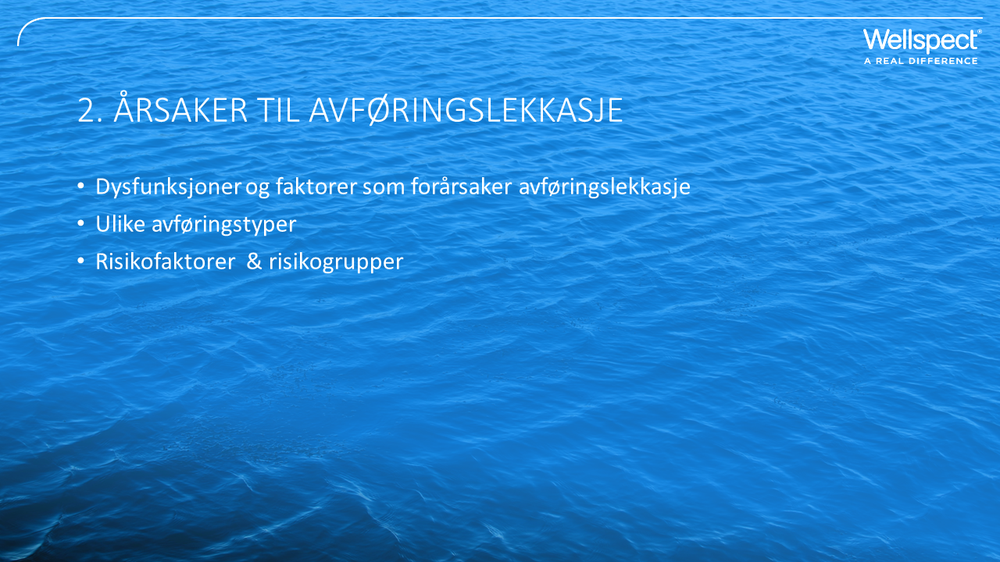 Wellspect®
A REAL DIFFERENCE
2. ÅRSAKER TIL AVFØRINGSLEKKASJE
• Dysfunksjoner og faktorer som forårsaker avføringslekkasje
• Ulike avføringstyper
• Risikofaktorer & risikogrupper